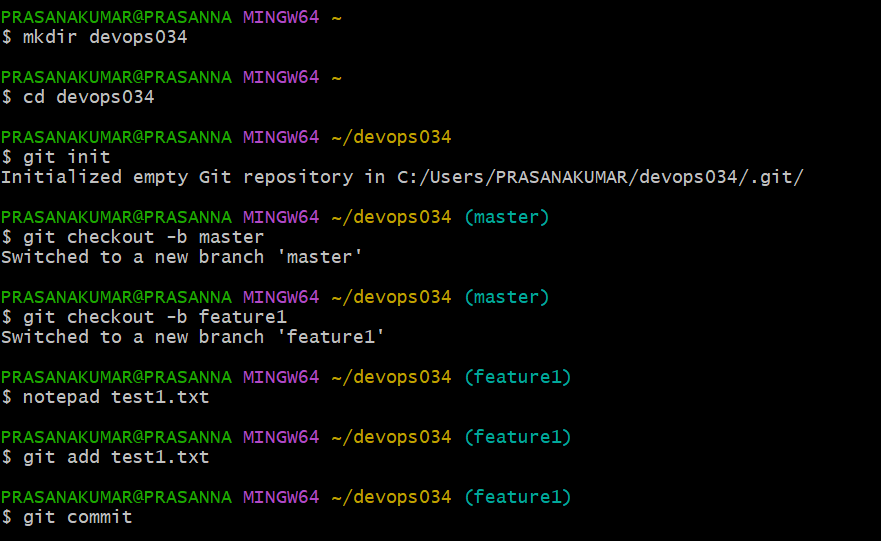 PRASANAKUMAR@PRASANNA MINGW64 ~
$ mkdir devops034
PRASANAKUMAR@PRASANNA MINGW64 ~
$ cd devops034
PRASANAKUMAR@PRASANNA MINGW64 ~/devops034
$ git init
Initialized empty Git repository in C:/Users/PRASANAKUMAR/devops034/.git/
PRASANAKUMAR@PRASANNA MINGW64 ~/devops034 (master)
$ git checkout -b master
Switched to a new branch 'master'
PRASANAKUMAR@PRASANNA MINGW64 ~/devops034 (master)
$ git checkout -b feature1
Switched to a new branch 'feature1'
PRASANAKUMAR@PRASANNA MINGW64 ~/devops034 (feature1)
$ notepad test1.txt
PRASANAKUMAR@PRASANNA MINGW64 ~/devops034 (feature1)
$ git add test1.txt
PRASANAKUMAR@PRASANNA MINGW64 ~/devops034 (feature1)
$ git commit